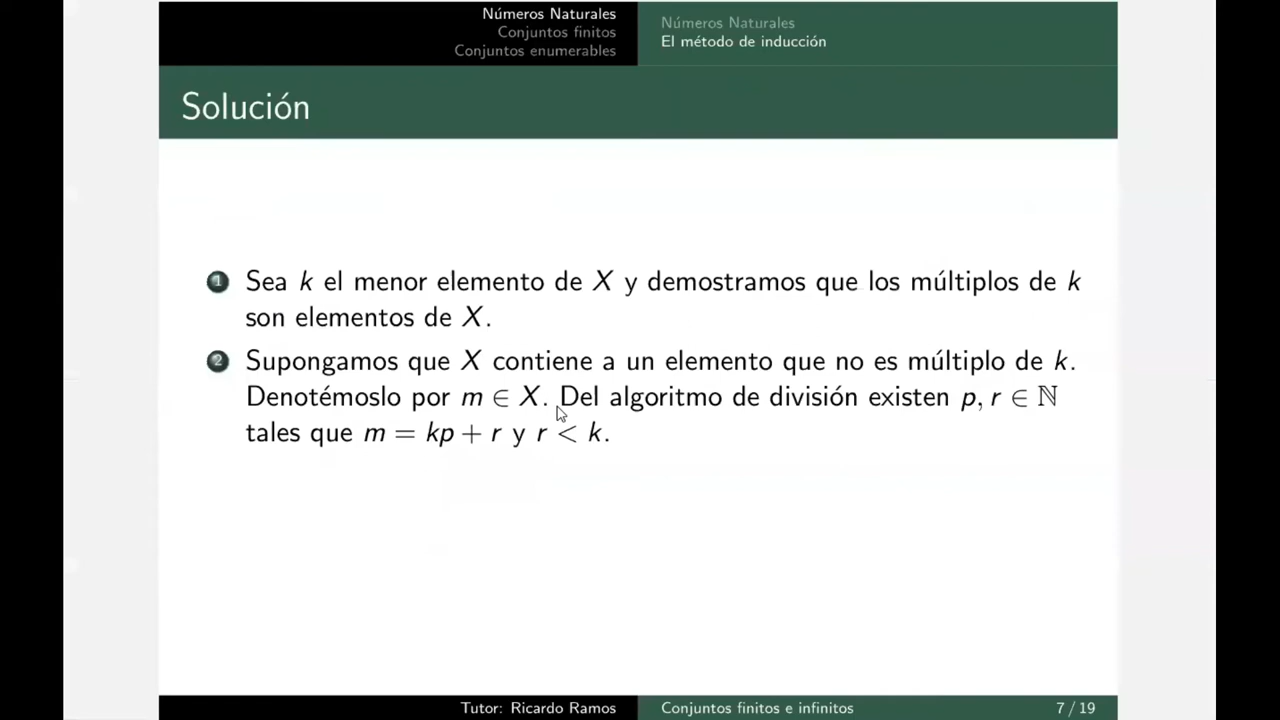 Números Naturales
Conjuntos finitos
Conjuntos enumerables
Números Naturales
El método de inducción
Solución
1 Sea k el menor elemento de X y demostramos que los múltiplos de k
son elementos de X.
2 Supongamos que X contiene a un elemento que no es múltiplo de k.
Denotémoslo por m ∈ X. Del algoritmo de división existen p, r ∈ ℕ
tales que m = kp + r y r < k.
Tutor: Ricardo Ramos
Conjuntos finitos e infinitos
7 / 19